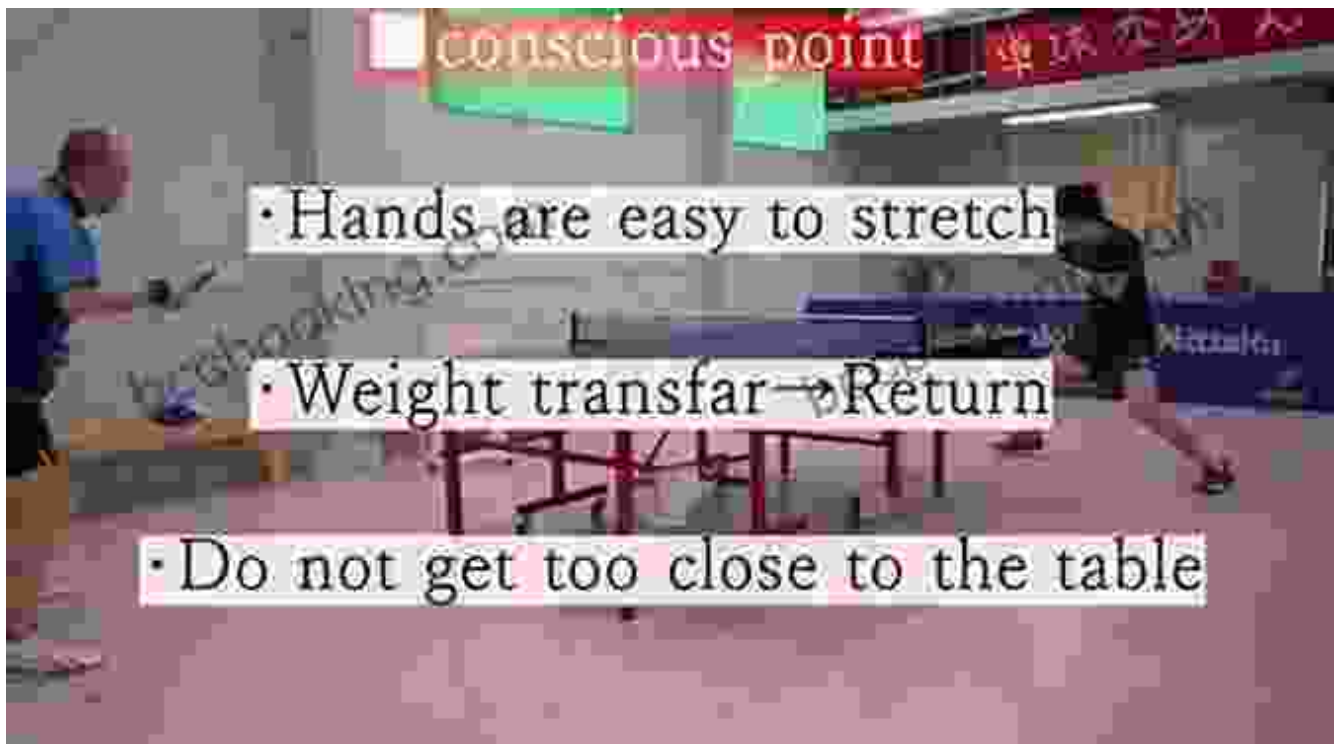 conscious point
・Hands are easy to stretch
・Weight transfar→Return
・Do not get too close to the table